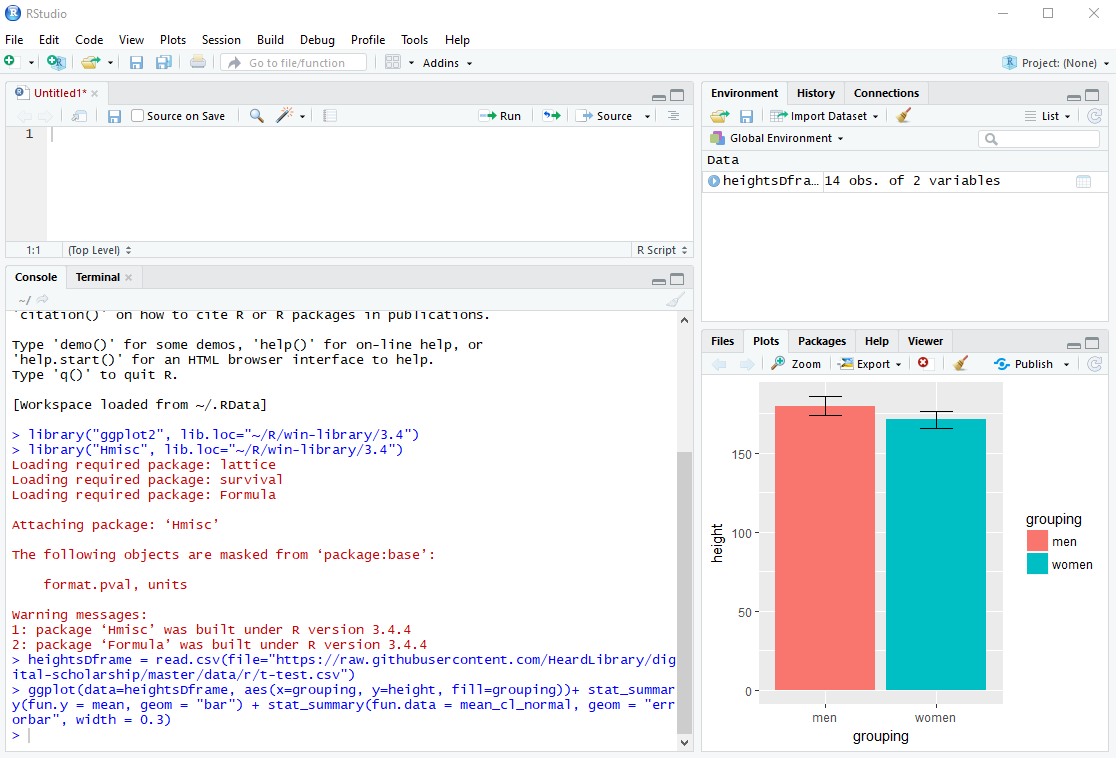 RStudio
File Edit Code View Plots Session Build Debug Profile Tools Help
Go to file/function Addins Project: (None)
Untitled1*
Source on Save Run Source
1
1:1 (Top Level) R Script
Console Terminal
~/
'citation()' on how to cite R or R packages in publications.
Type 'demo()' for some demos, 'help()' for on-line help, or
'help.start()' for an HTML browser interface to help.
Type 'q()' to quit R.
[Workspace loaded from ~/.RData]
> library("ggplot2", lib.loc="~/R/win-library/3.4")
> library("Hmisc", lib.loc="~/R/win-library/3.4")
Loading required package: lattice
Loading required package: survival
Loading required package: Formula
Attaching package: ‘Hmisc’
The following objects are masked from ‘package:base’:
format.pval, units
Warning messages:
1: package ‘Hmisc’ was built under R version 3.4.4
2: package ‘Formula’ was built under R version 3.4.4
> heightsDframe = read.csv(file="https://raw.githubusercontent.com/HeardLibrary/dig
ital-scholarship/master/data/r/t-test.csv")
> ggplot(data=heightsDframe, aes(x=grouping, y=height, fill=grouping))+ stat_summar
y(fun.y = mean, geom = "bar") + stat_summary(fun.data = mean_cl_normal, geom = "err
orbar", width = 0.3)
>
Environment History Connections
Import Dataset List
Global Environment
Data
heightsDfra… 14 obs. of 2 variables
Files Plots Packages Help Viewer
Zoom Export Publish
150
100
50
0
height
men women
grouping
grouping
men
women